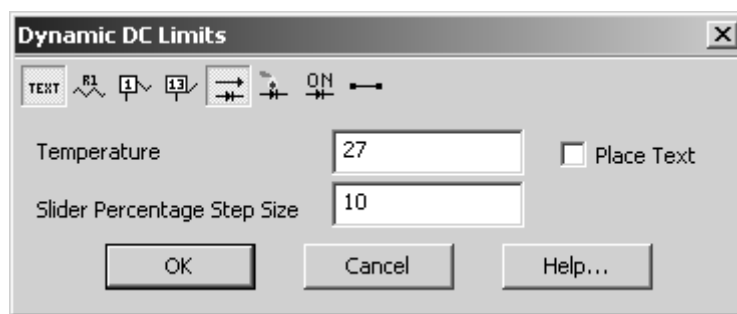 Dynamic DC Limits
TEXT R1 1 13 ON
Temperature 27 Place Text
Slider Percentage Step Size 10
OK Cancel Help...